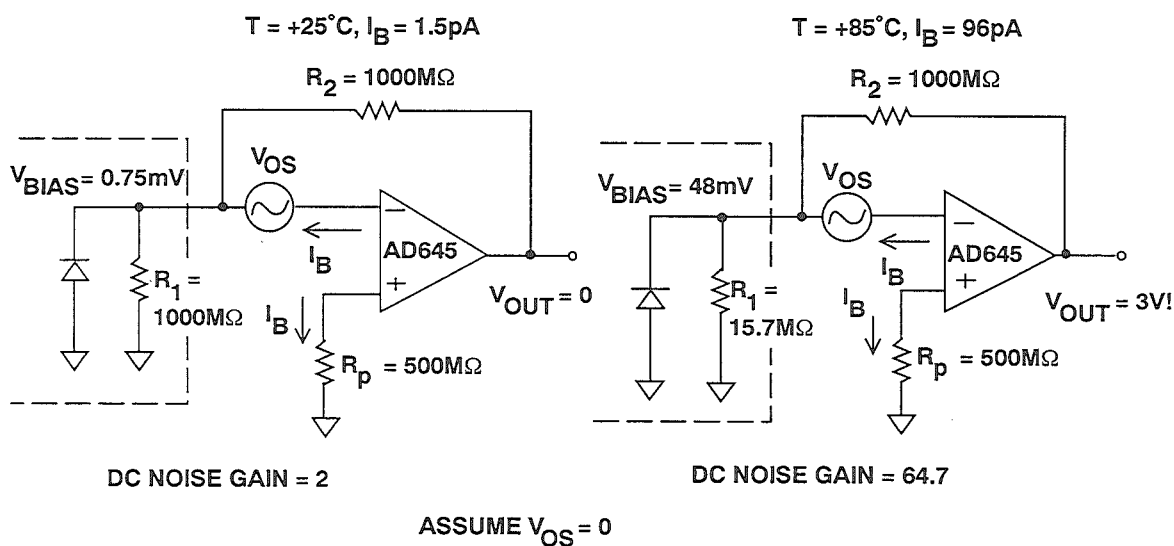 T = +25°C, I_B = 1.5pA
R_2 = 1000MΩ
V_BIAS = 0.75mV
V_OS
−
AD645
+
I_B
R_1 =
1000MΩ
I_B
V_OUT = 0
R_p = 500MΩ
DC NOISE GAIN = 2
T = +85°C, I_B = 96pA
R_2 = 1000MΩ
V_BIAS = 48mV
V_OS
−
AD645
+
I_B
R_1 =
15.7MΩ
I_B
V_OUT = 3V!
R_p = 500MΩ
DC NOISE GAIN = 64.7
ASSUME V_OS = 0